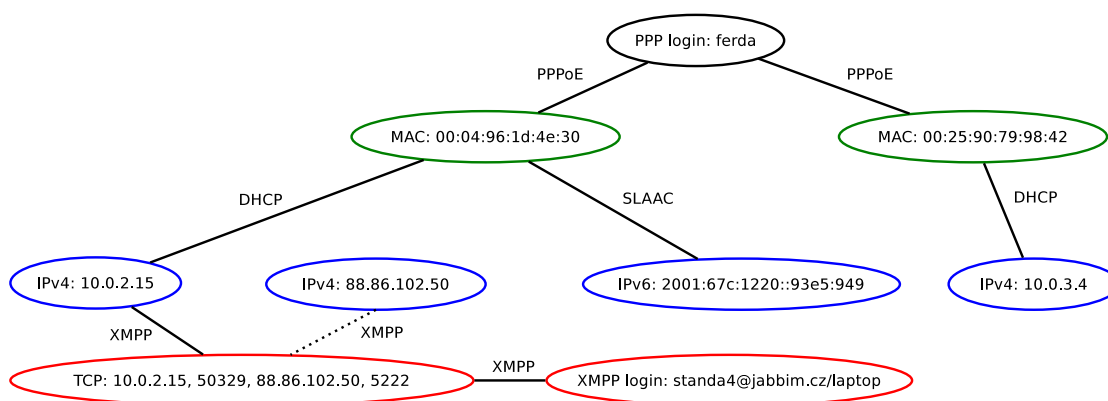 PPP login: ferda
PPPoE
PPPoE
MAC: 00:04:96:1d:4e:30
MAC: 00:25:90:79:98:42
DHCP
SLAAC
DHCP
IPv4: 10.0.2.15
IPv4: 88.86.102.50
IPv6: 2001:67c:1220::93e5:949
IPv4: 10.0.3.4
XMPP
XMPP
XMPP
TCP: 10.0.2.15, 50329, 88.86.102.50, 5222
XMPP login: standa4@jabbim.cz/laptop